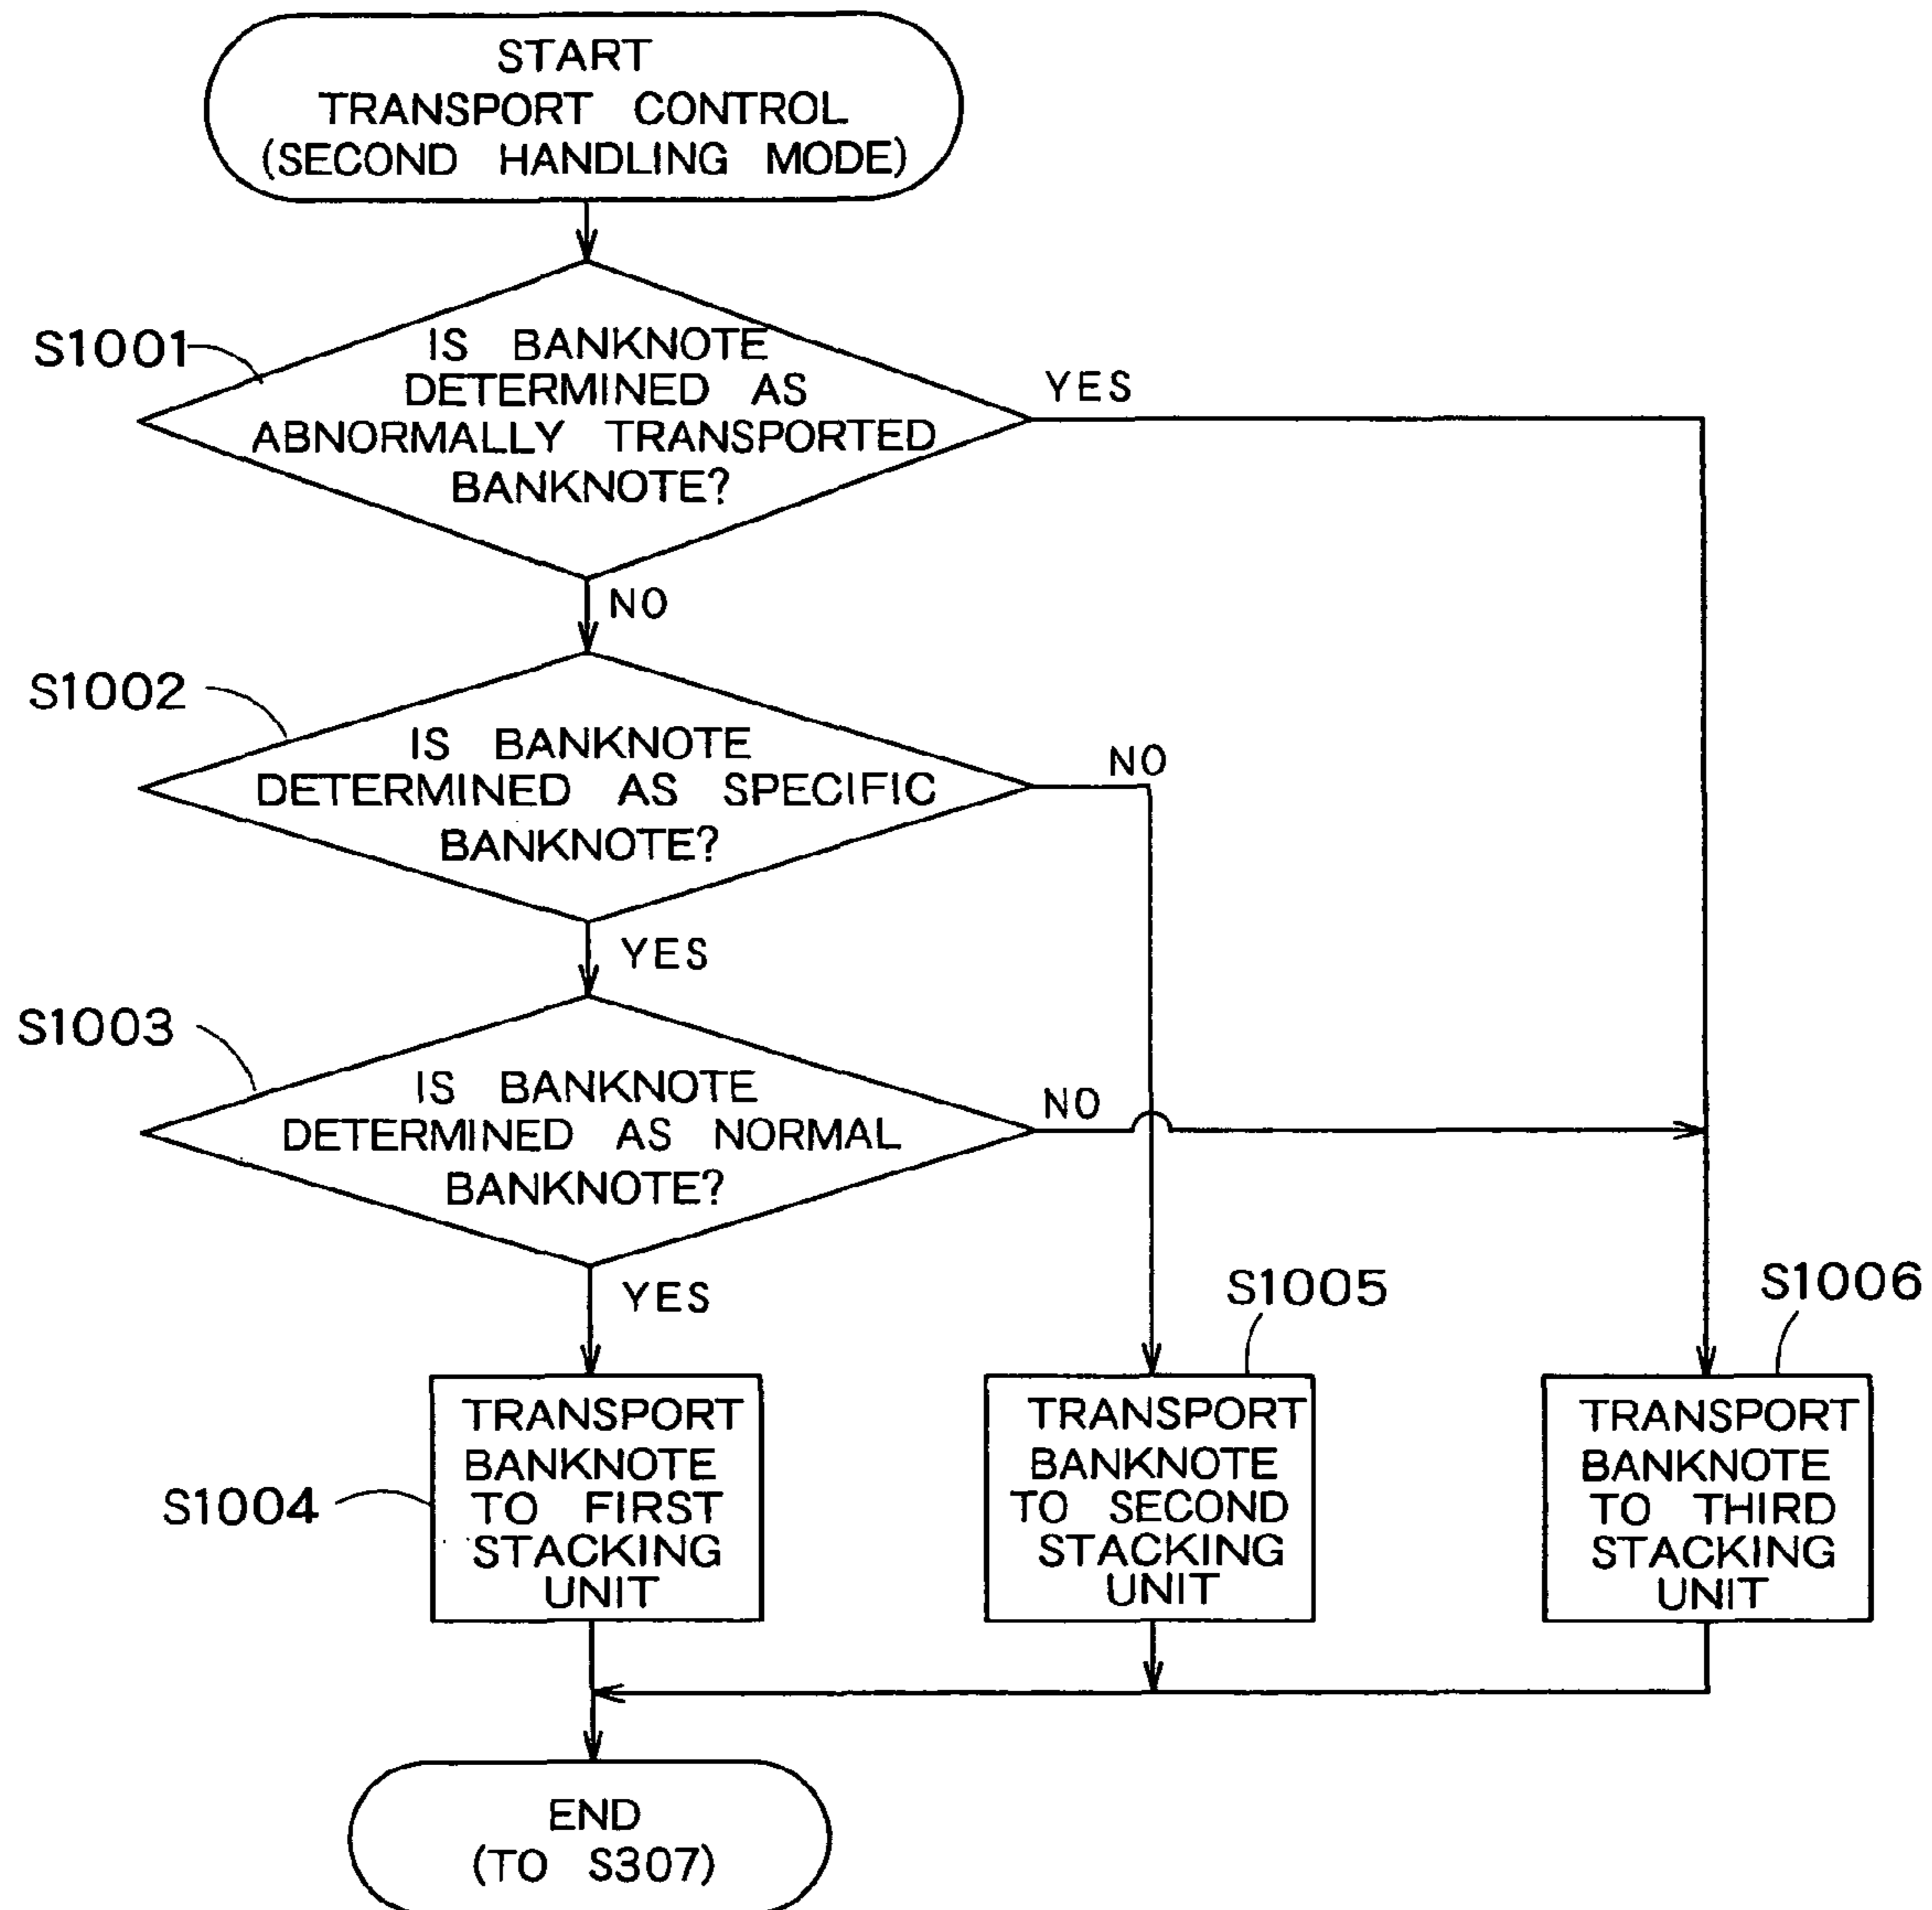 START
TRANSPORT CONTROL
(SECOND HANDLING MODE)
S1001
IS BANKNOTE
DETERMINED AS
ABNORMALLY TRANSPORTED
BANKNOTE?
YES
NO
S1002
IS BANKNOTE
DETERMINED AS SPECIFIC
BANKNOTE?
NO
YES
S1003
IS BANKNOTE
DETERMINED AS NORMAL
BANKNOTE?
NO
YES
S1004
TRANSPORT
BANKNOTE
TO FIRST
STACKING
UNIT
S1005
TRANSPORT
BANKNOTE
TO SECOND
STACKING
UNIT
S1006
TRANSPORT
BANKNOTE
TO THIRD
STACKING
UNIT
END
(TO S307)